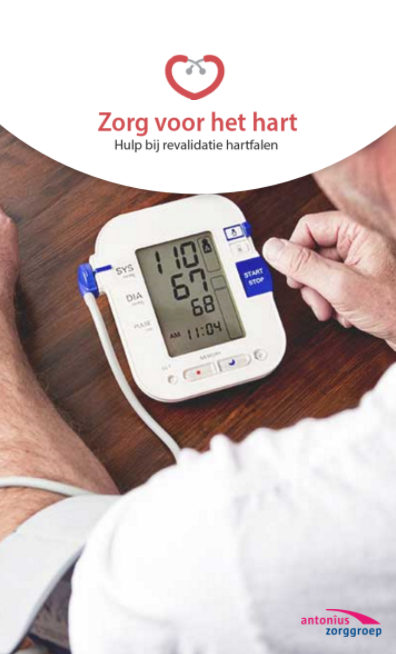 Zorg voor het hart
Hulp bij revalidatie hartfalen
SYS
mmHg
110
DIA
mmHg
67
PULSE
68
AM 11:04
START
STOP
MEMORY
antonius
zorggroep